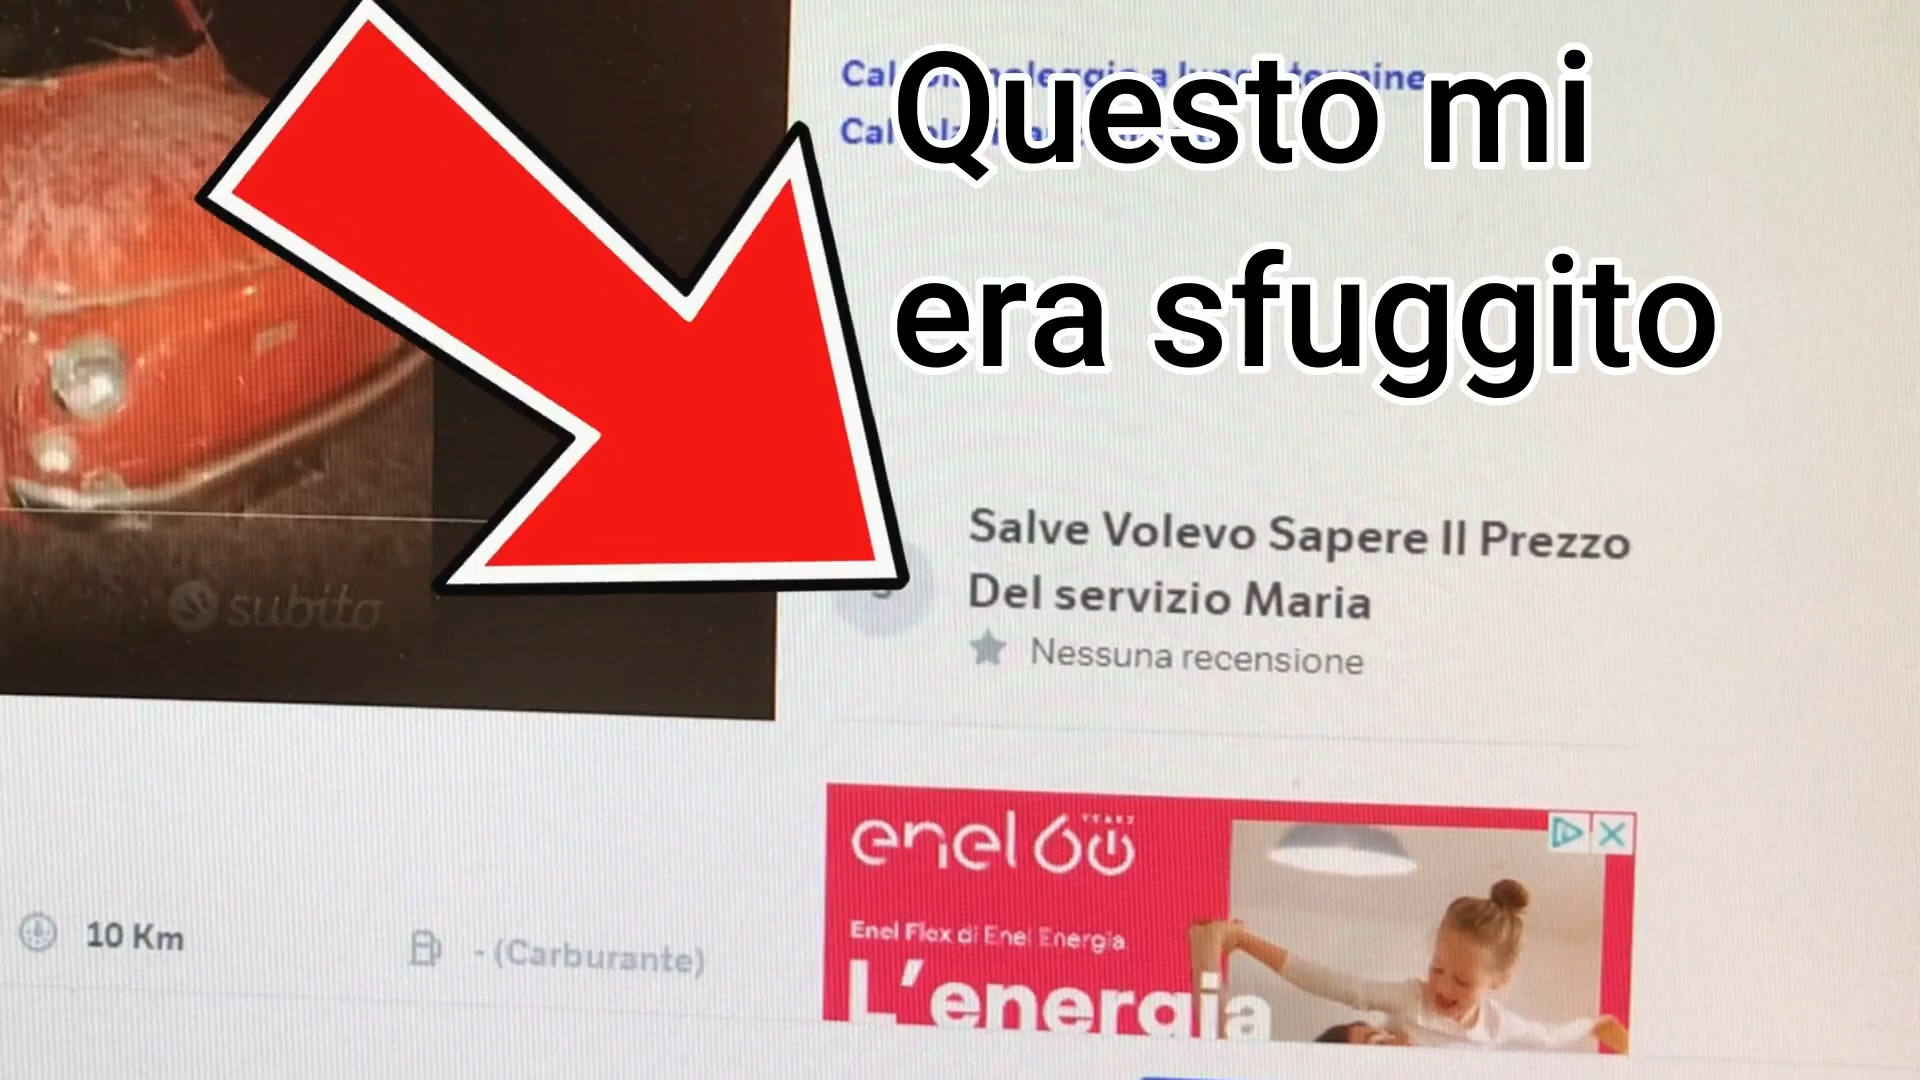 Questo mi
era sfuggito
Salve Volevo Sapere Il Prezzo
Del servizio Maria
Nessuna recensione
subito
enel 60
YEARS
Enel Flex di Enel Energia
L'energia
10 Km
- (Carburante)